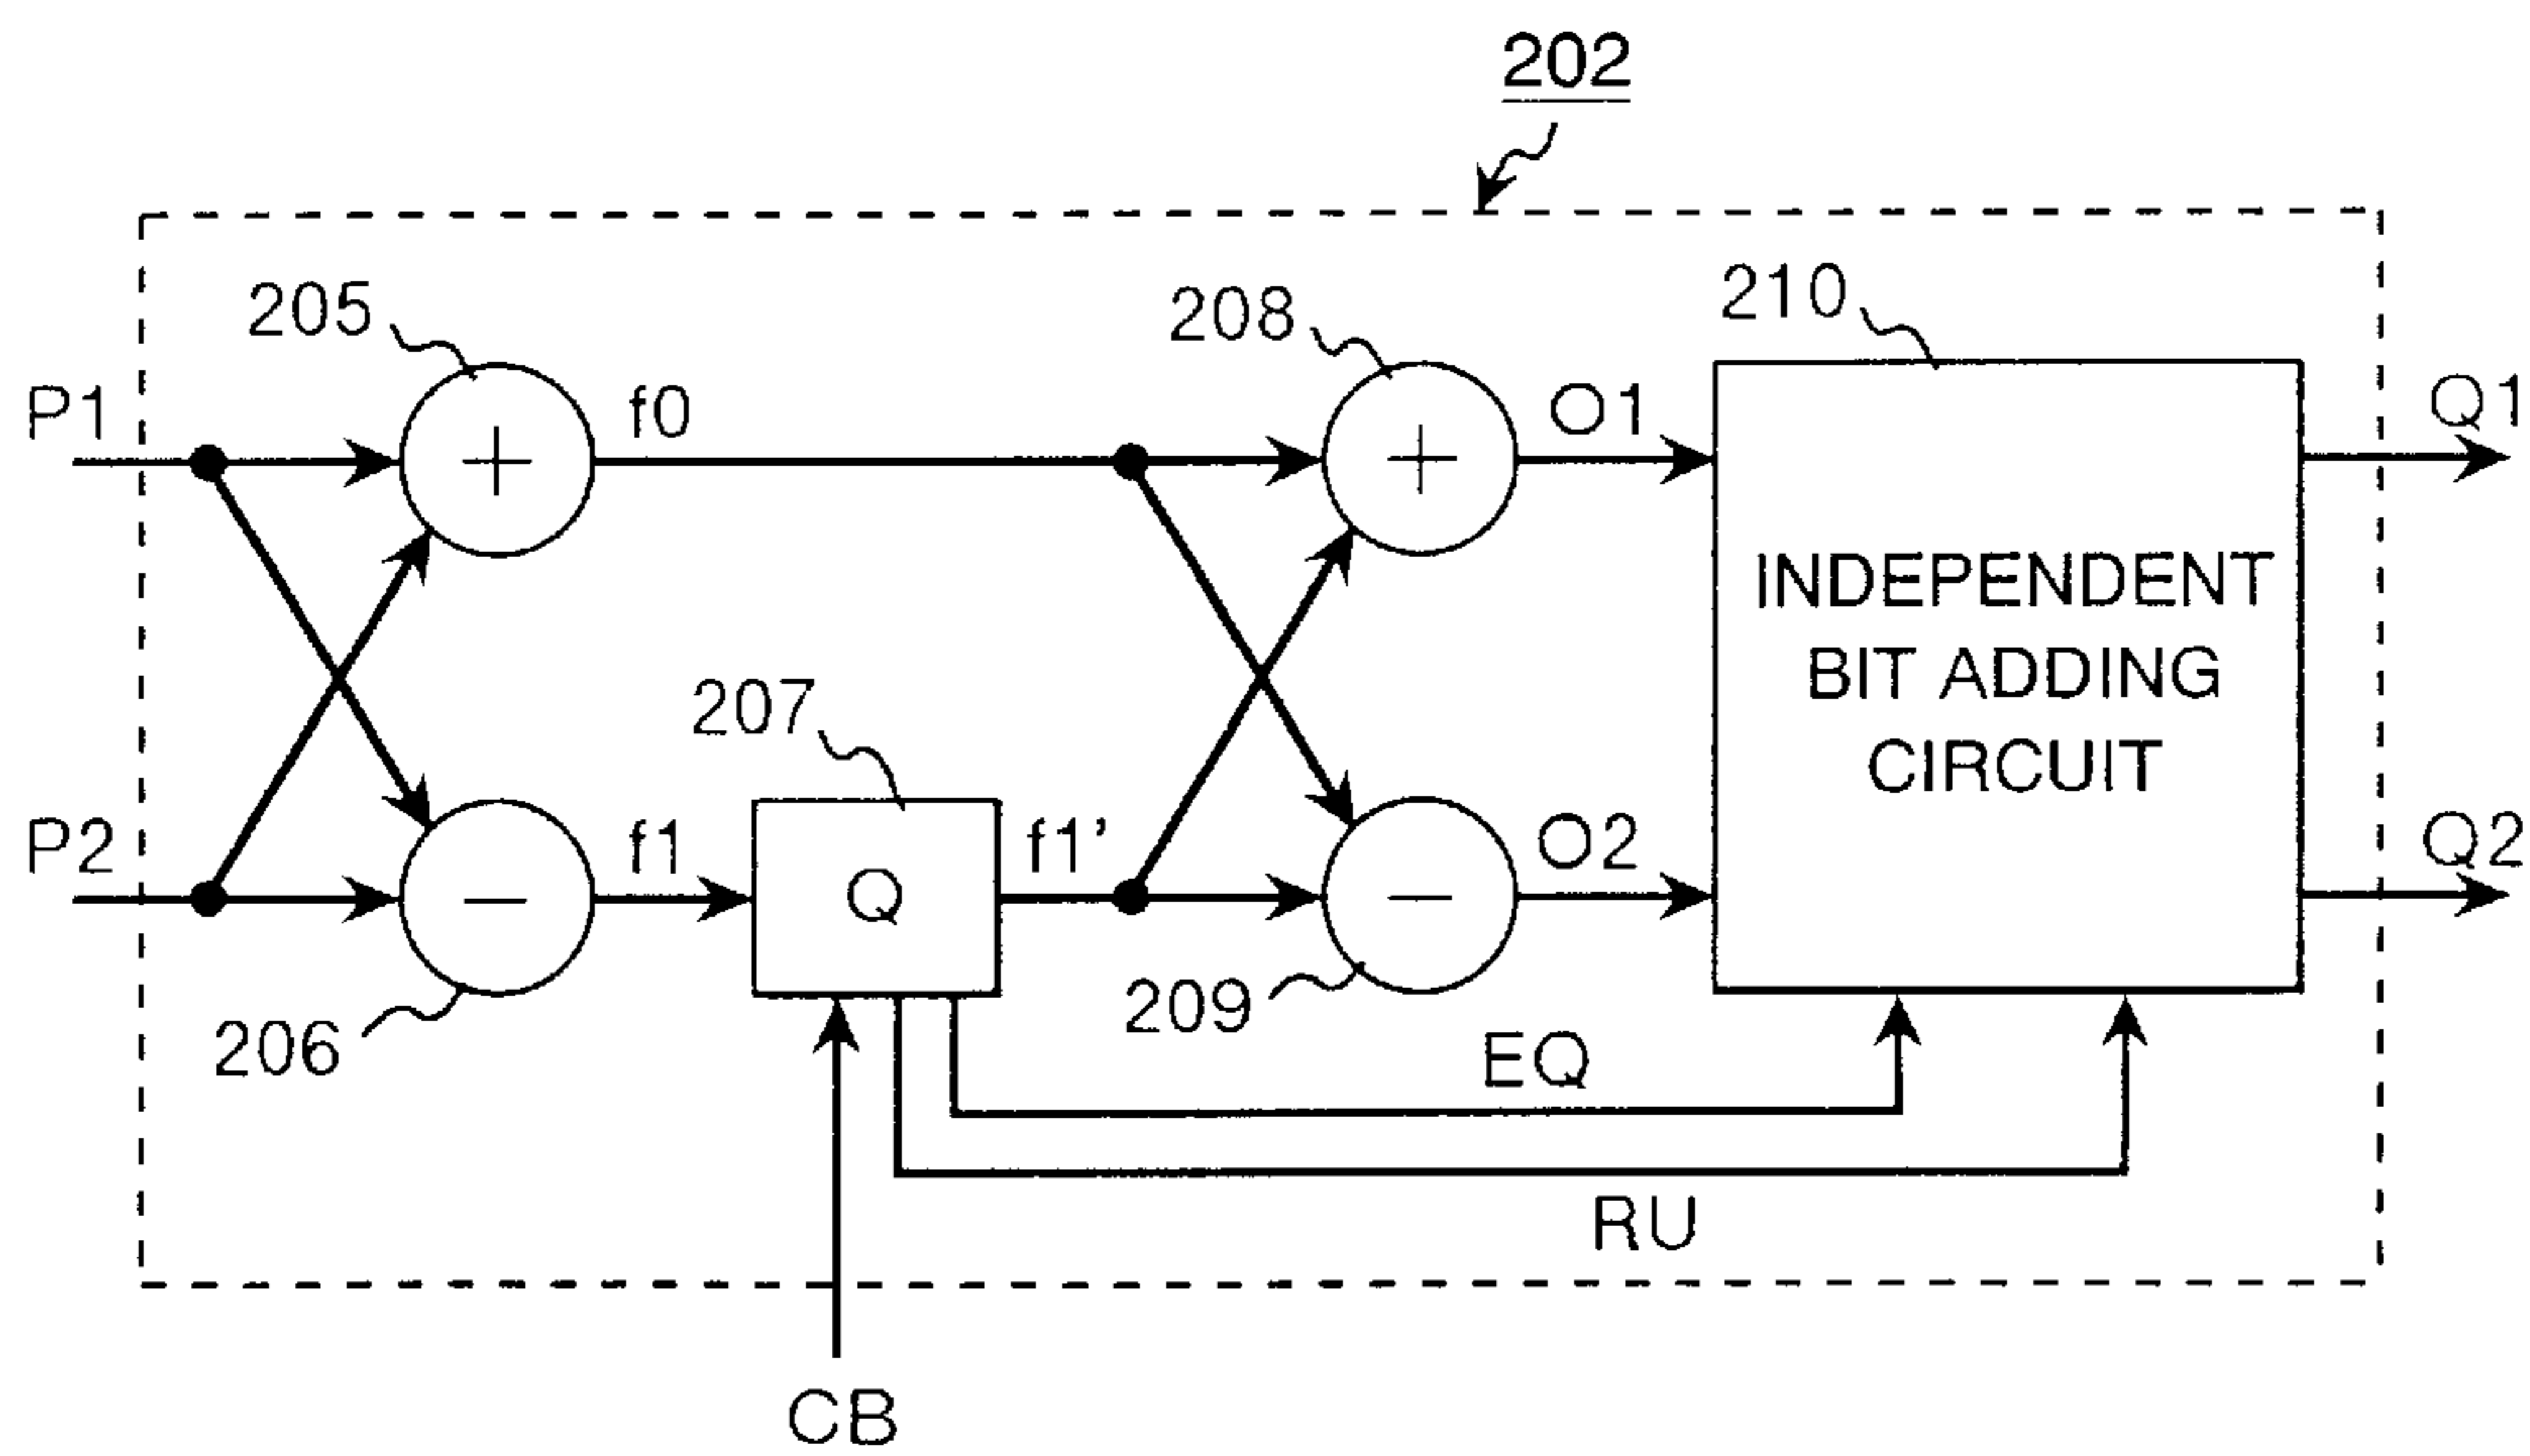 202
205
208
210
P1
f0
O1
Q1
+
+
INDEPENDENT
BIT ADDING
CIRCUIT
207
P2
f1
Q
f1'
O2
Q2
−
−
206
209
EQ
RU
CB